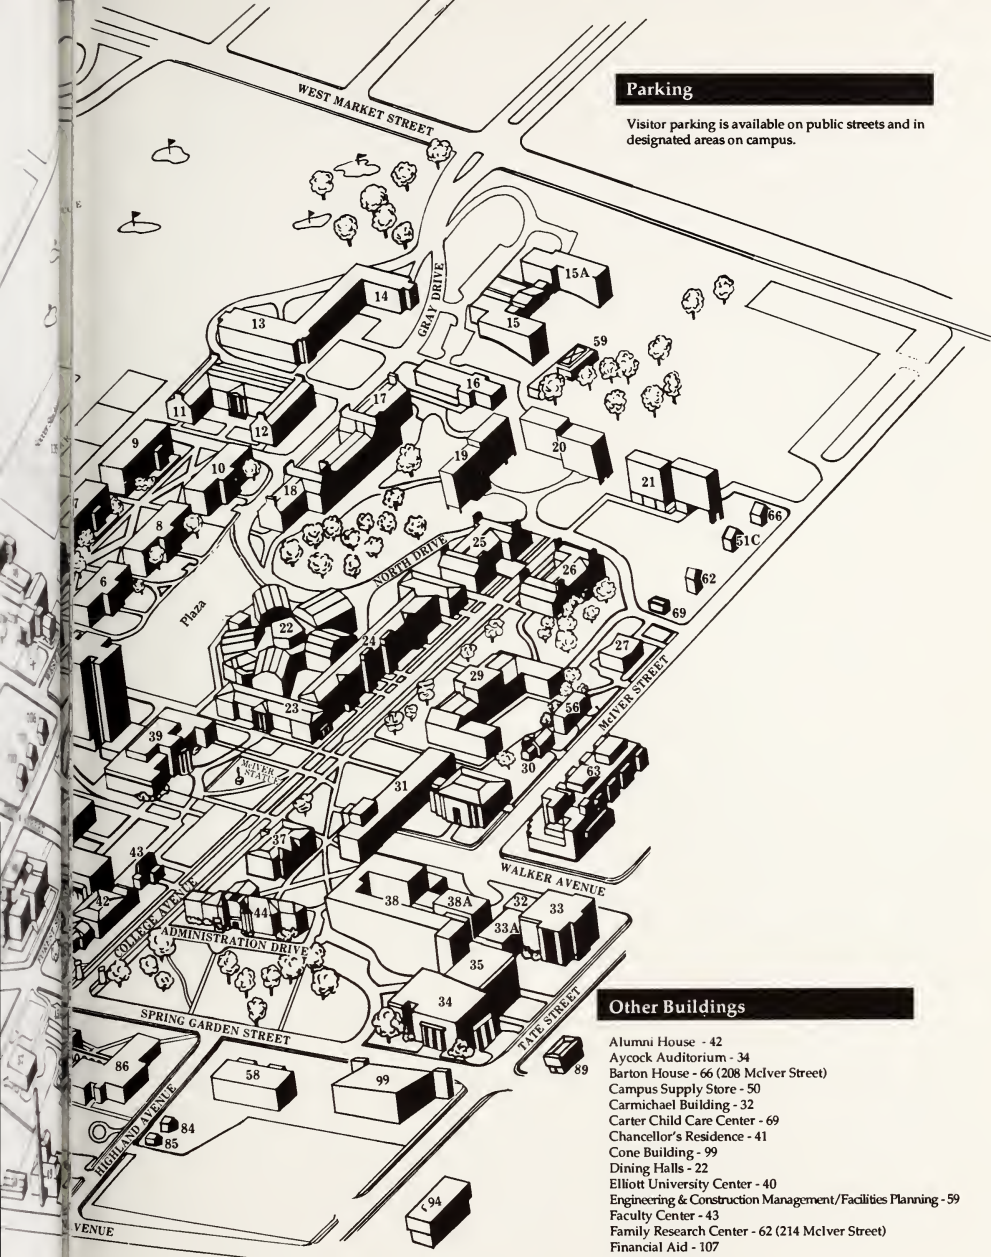 WEST MARKET STREET
Parking
Visitor parking is available on public streets and in
designated areas on campus.
GRAY DRIVE
15A
14
13
15
59
16
17
11
12
9
10
19
20
21
18
7
8
66
51C
25
NORTH DRIVE
26
6
62
69
Plaza
22
24
27
29
23
56
McIVER STREET
39
McIVER
STATUE
30
31
63
37
43
WALKER AVENUE
38
38A
32
33
42
COLLEGE AVENUE
44
33A
ADMINISTRATION DRIVE
35
34
SPRING GARDEN STREET
TATE STREET
89
86
58
99
HIGHLAND AVENUE
84
85
94
VENUE
Other Buildings
Alumni House - 42
Aycock Auditorium - 34
Barton House - 66 (208 McIver Street)
Campus Supply Store - 50
Carmichael Building - 32
Carter Child Care Center - 69
Chancellor's Residence - 41
Cone Building - 99
Dining Halls - 22
Elliott University Center - 40
Engineering & Construction Management/Facilities Planning - 59
Faculty Center - 43
Family Research Center - 62 (214 McIver Street)
Financial Aid - 107